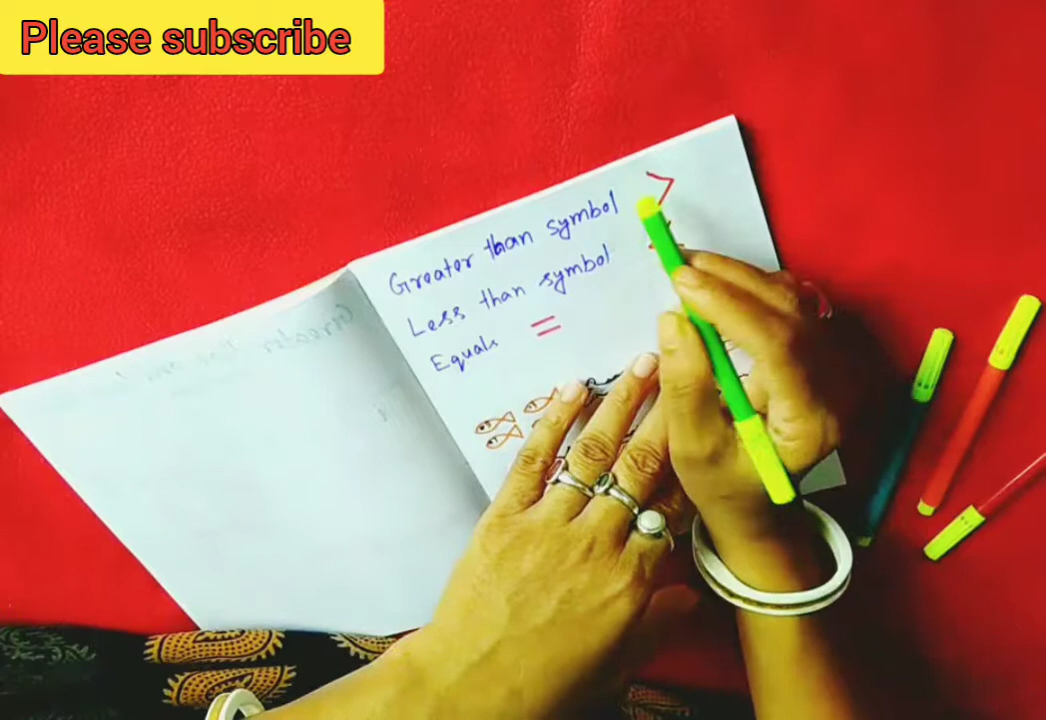 Please subscribe
Greater than symbol >
Less than symbol
Equals =